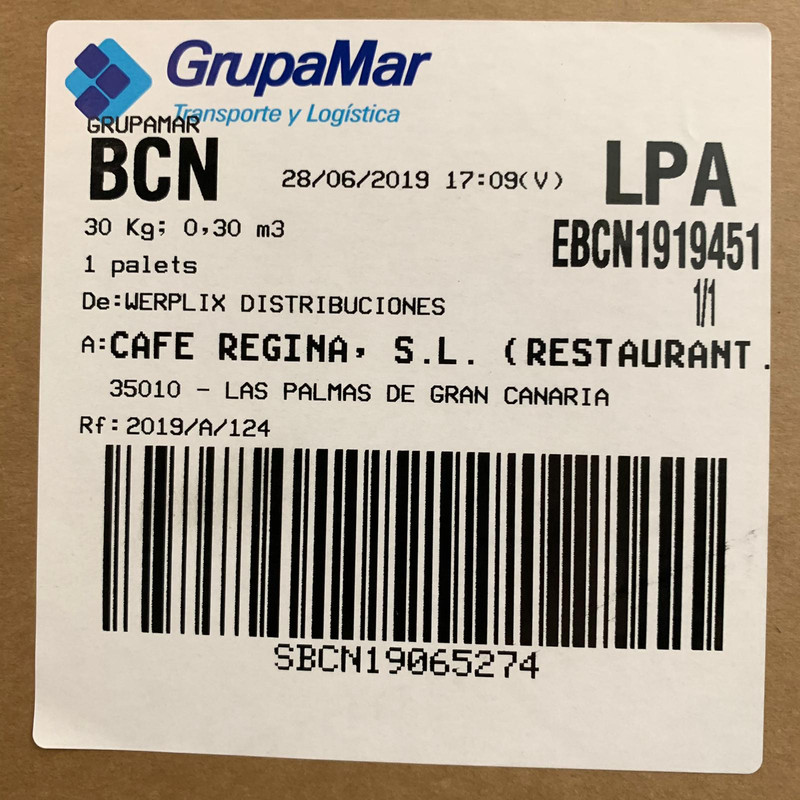 GrupaMar
Transporte y Logística
GRUPAMAR
BCN 28/06/2019 17:09(V) LPA
30 Kg; 0,30 m3 EBCN1919451
1 palets 1/1
De:WERPLIX DISTRIBUCIONES
A:CAFE REGINA, S.L. (RESTAURANT.
35010 - LAS PALMAS DE GRAN CANARIA
Rf:2019/A/124
SBCN19065274